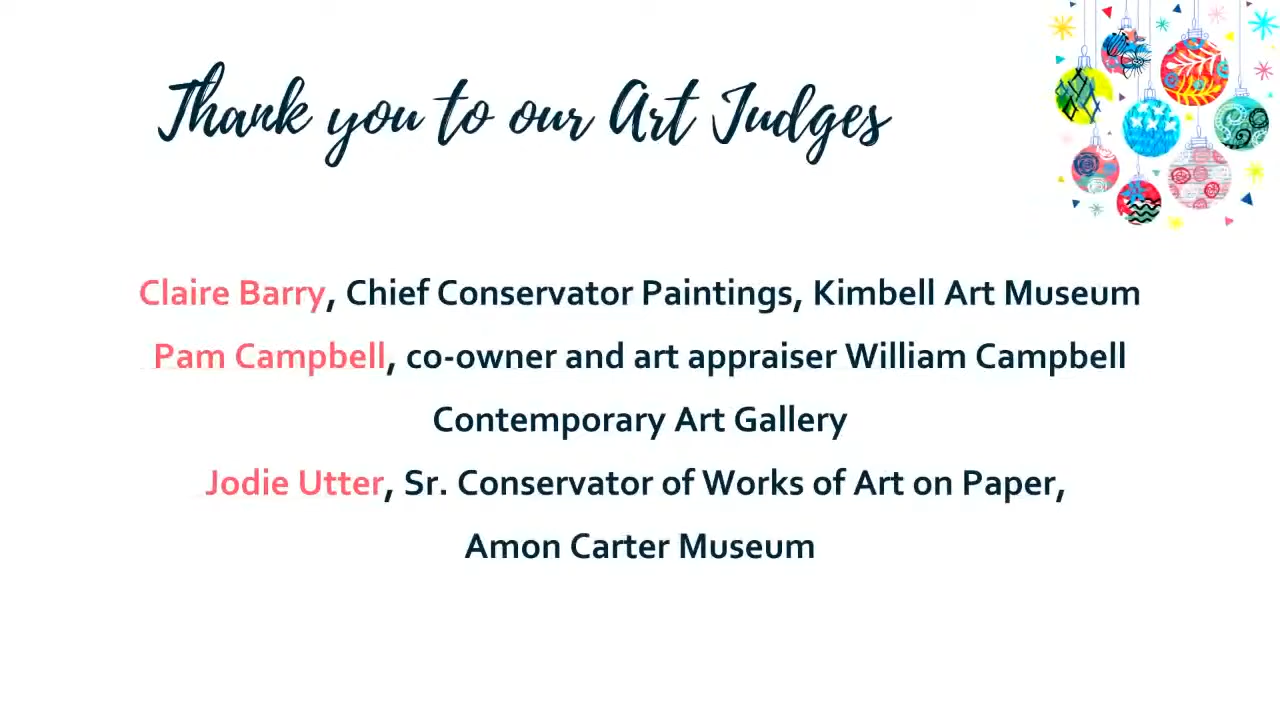 Thank you to our Art Judges
Claire Barry, Chief Conservator Paintings, Kimbell Art Museum
Pam Campbell, co-owner and art appraiser William Campbell
Contemporary Art Gallery
Jodie Utter, Sr. Conservator of Works of Art on Paper,
Amon Carter Museum